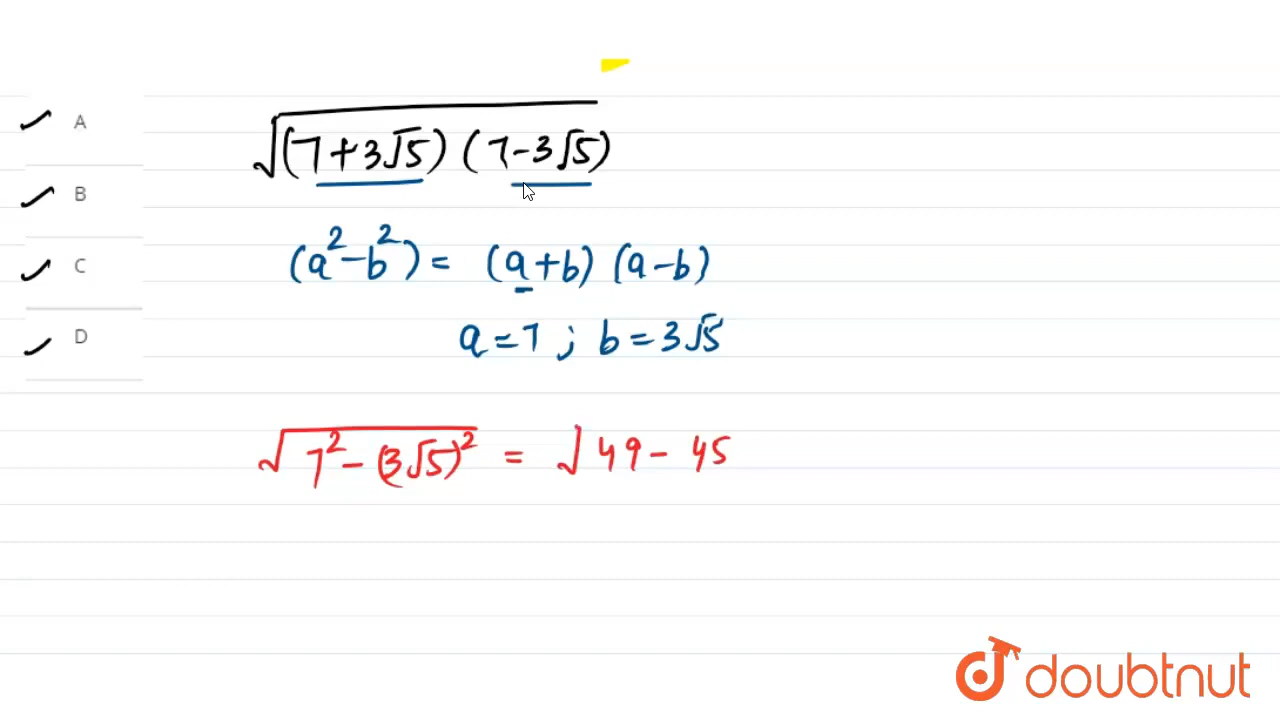 A
√(7+3√5) (7-3√5)
B
(a²-b²) = (a+b) (a-b)
C
a=7 ; b=3√5
D
√7²-(3√5)² = √49-45
doubtnut